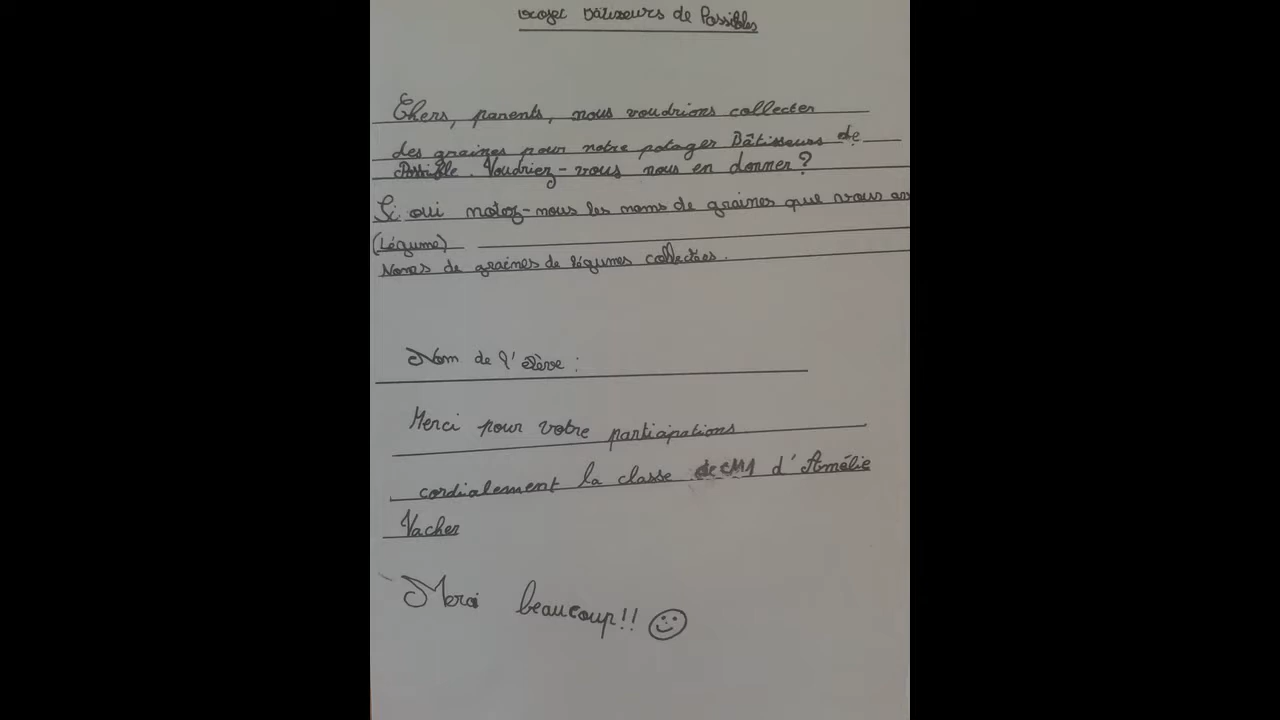 Projet Bâtisseurs de Possibles
Chers, parents, nous voudrions collecter
des graines pour notre potager Bâtisseurs de
Possible. Voudriez-vous nous en donner?
Si oui notez-nous les noms de graines que vous
(Légume)
Noms de graines de légumes collectées.
Nom de l'élève :
Merci pour votre participations
cordialement la classe de CM1 d'Amélie
Vacher
Merci beaucoup!!